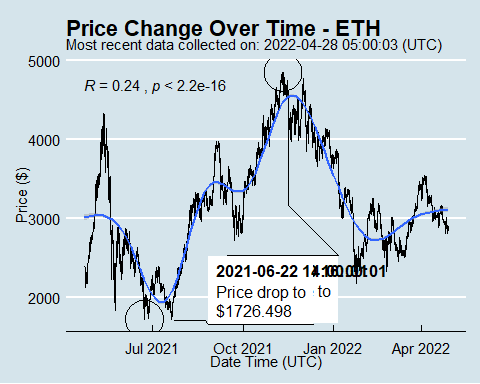 Price Change Over Time - ETH
Most recent data collected on: 2022-04-28 05:00:03 (UTC)
R = 0.24 , p < 2.2e-16
Price ($)
5000
4000
3000
2000
2021-06-22
Price drop to to
$1726.498
Jul 2021 Oct 2021 Jan 2022 Apr 2022
Date Time (UTC)